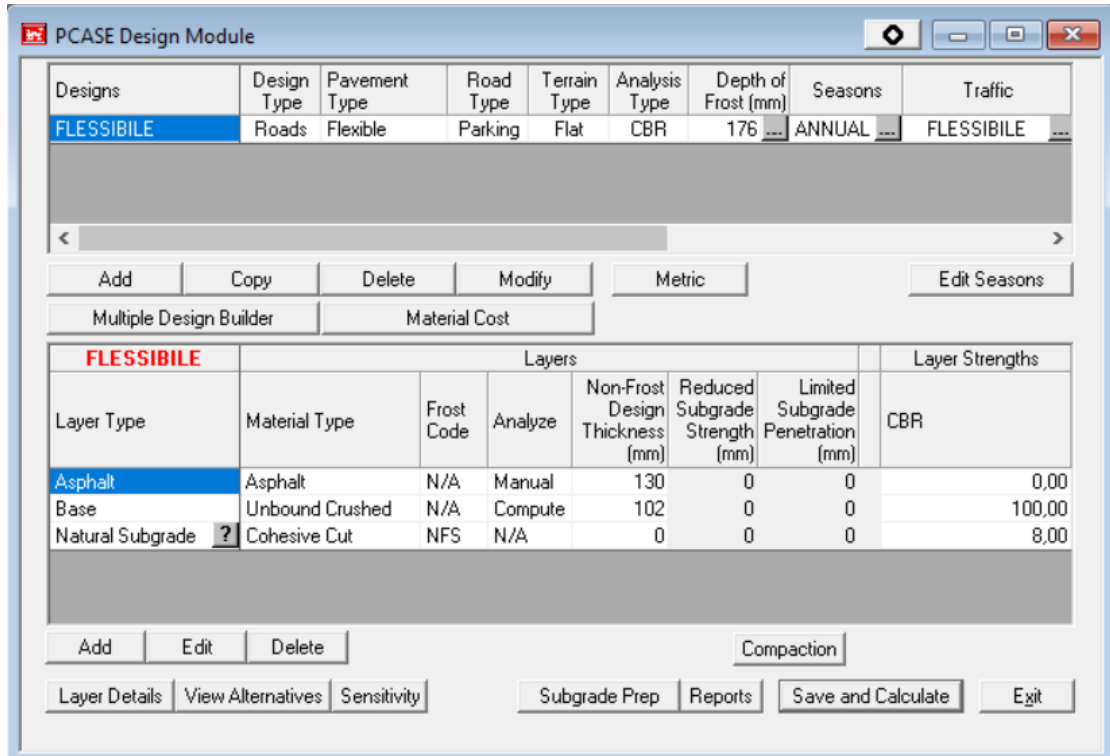 PCASE Design Module
Designs Design Type Pavement Type Road Type Terrain Type Analysis Type Depth of Frost (mm) Seasons Traffic
FLESSIBILE Roads Flexible Parking Flat CBR 176 ... ANNUAL ... FLESSIBILE ...
Add Copy Delete Modify Metric Edit Seasons
Multiple Design Builder Material Cost
FLESSIBILE Layers Layer Strengths
Layer Type Material Type Frost Code Analyze Non-Frost Design Thickness (mm) Reduced Subgrade Strength (mm) Limited Subgrade Penetration (mm) CBR
Asphalt Asphalt N/A Manual 130 0 0 0,00
Base Unbound Crushed N/A Compute 102 0 0 100,00
Natural Subgrade ? Cohesive Cut NFS N/A 0 0 0 8,00
Add Edit Delete Compaction
Layer Details View Alternatives Sensitivity Subgrade Prep Reports Save and Calculate Exit